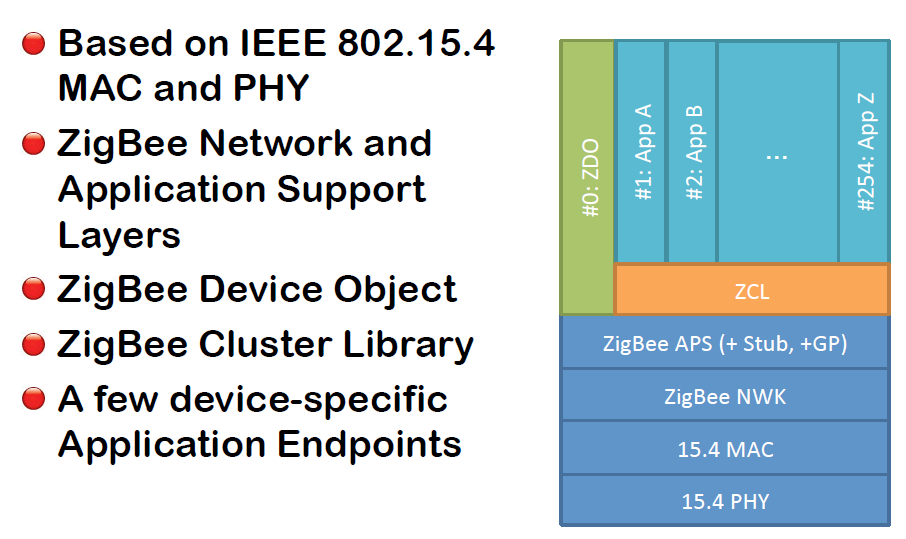 Based on IEEE 802.15.4
MAC and PHY
ZigBee Network and
Application Support
Layers
ZigBee Device Object
ZigBee Cluster Library
A few device-specific
Application Endpoints
#0: ZDO
#1: App A
#2: App B
...
#254: App Z
ZCL
ZigBee APS (+ Stub, +GP)
ZigBee NWK
15.4 MAC
15.4 PHY